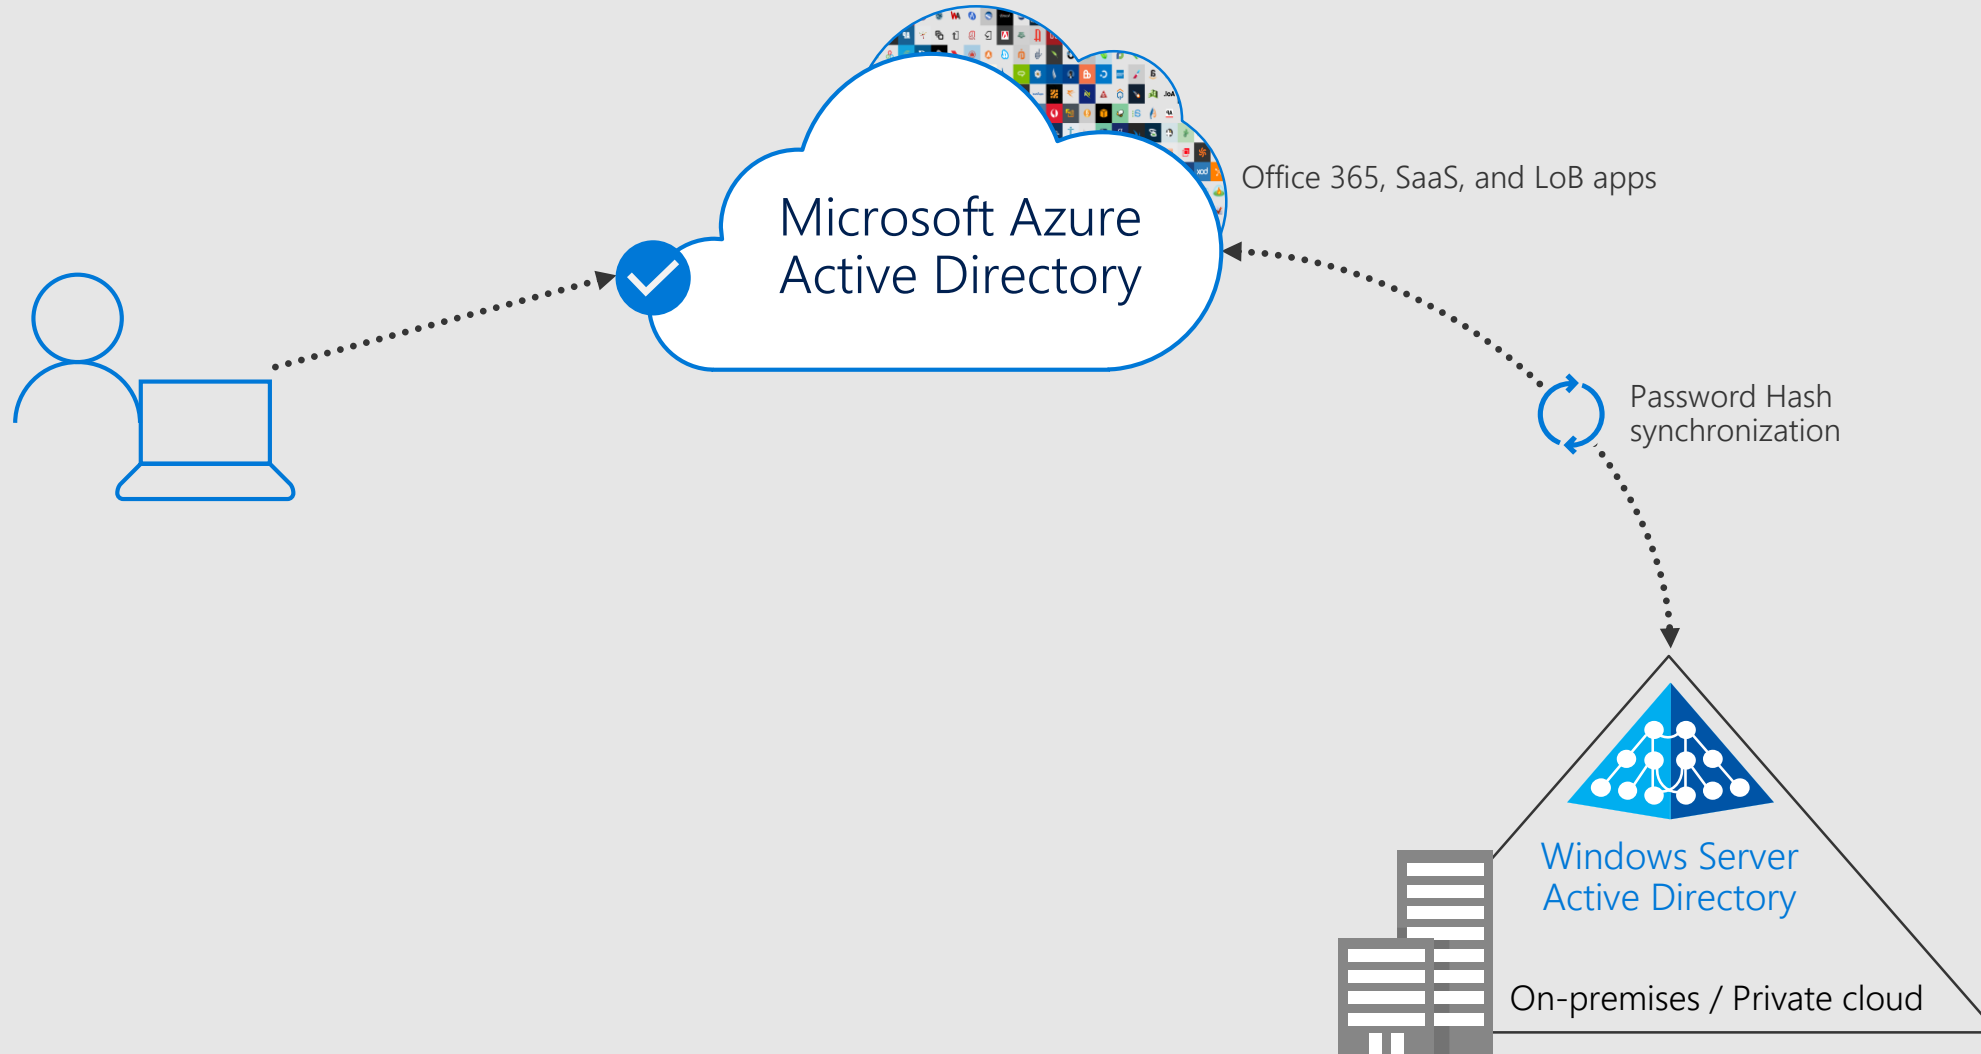 Office 365, SaaS, and LoB apps
Microsoft Azure
Active Directory
Password Hash
synchronization
Windows Server
Active Directory
On-premises / Private cloud